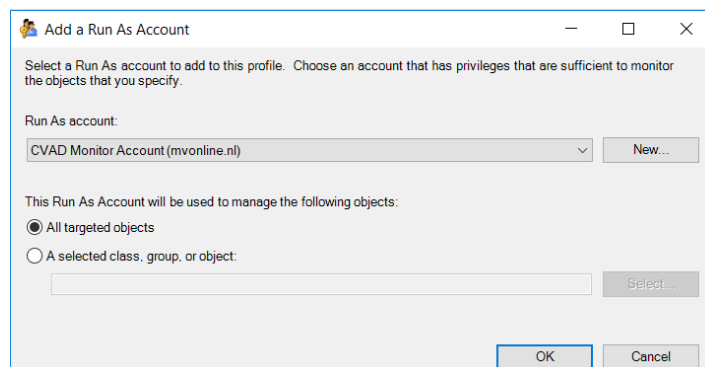 Add a Run As Account
Select a Run As account to add to this profile. Choose an account that has privileges that are sufficient to monitor
the objects that you specify.
Run As account:
CVAD Monitor Account (mvonline.nl)
New...
This Run As Account will be used to manage the following objects:
All targeted objects
A selected class, group, or object:
Select...
OK
Cancel